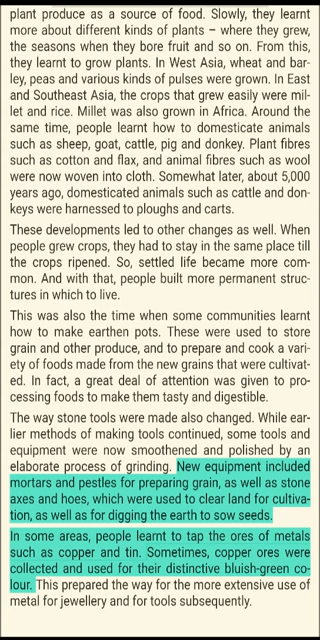 plant produce as a source of food. Slowly, they learnt
more about different kinds of plants – where they grew,
the seasons when they bore fruit and so on. From this,
they learnt to grow plants. In West Asia, wheat and bar-
ley, peas and various kinds of pulses were grown. In East
and Southeast Asia, the crops that grew easily were mil-
let and rice. Millet was also grown in Africa. Around the
same time, people learnt how to domesticate animals
such as sheep, goat, cattle, pig and donkey. Plant fibres
such as cotton and flax, and animal fibres such as wool
were now woven into cloth. Somewhat later, about 5,000
years ago, domesticated animals such as cattle and don-
keys were harnessed to ploughs and carts.
These developments led to other changes as well. When
people grew crops, they had to stay in the same place till
the crops ripened. So, settled life became more com-
mon. And with that, people built more permanent struc-
tures in which to live.
This was also the time when some communities learnt
how to make earthen pots. These were used to store
grain and other produce, and to prepare and cook a vari-
ety of foods made from the new grains that were cultivat-
ed. In fact, a great deal of attention was given to pro-
cessing foods to make them tasty and digestible.
The way stone tools were made also changed. While ear-
lier methods of making tools continued, some tools and
equipment were now smoothened and polished by an
elaborate process of grinding. New equipment included
mortars and pestles for preparing grain, as well as stone
axes and hoes, which were used to clear land for cultiva-
tion, as well as for digging the earth to sow seeds.
In some areas, people learnt to tap the ores of metals
such as copper and tin. Sometimes, copper ores were
collected and used for their distinctive bluish-green co-
lour. This prepared the way for the more extensive use of
metal for jewellery and for tools subsequently.